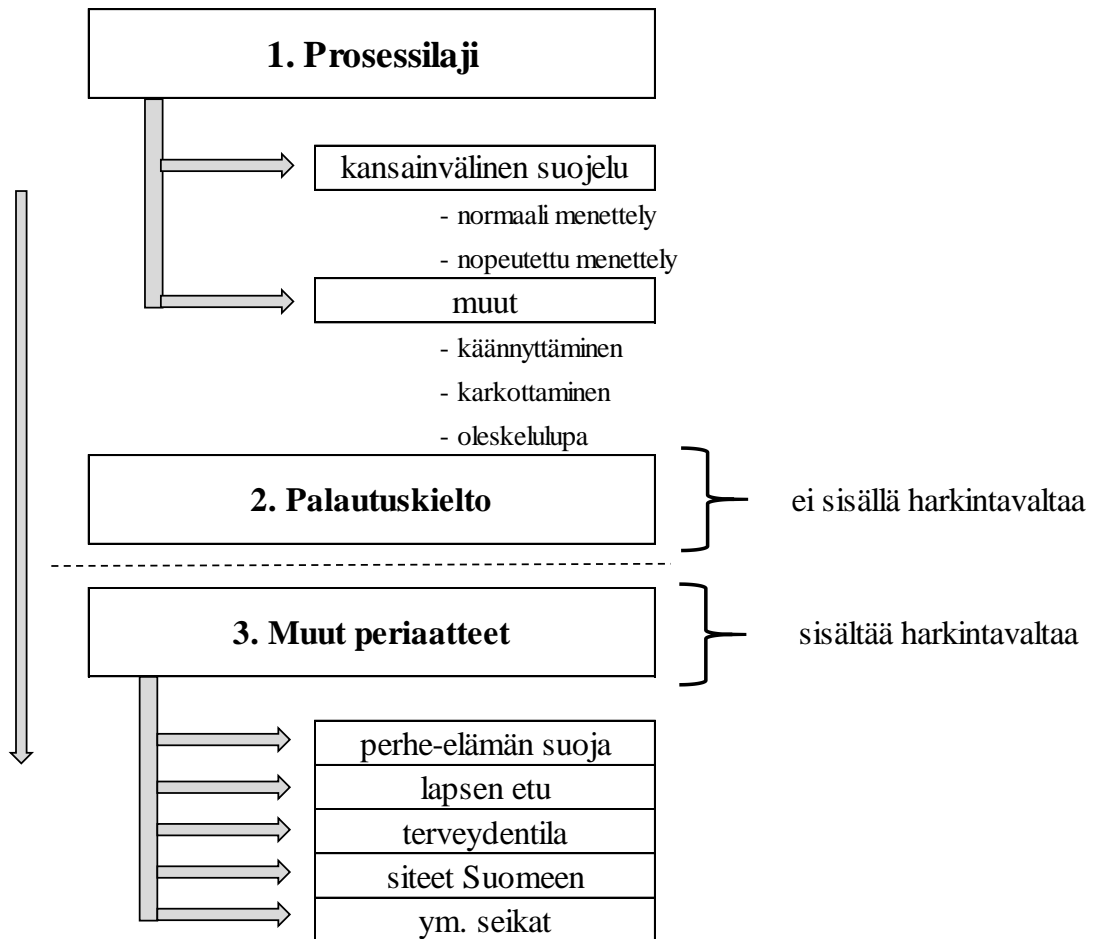 1. Prosessilaji
kansainvälinen suojelu
- normaali menettely
- nopeutettu menettely
muut
- käännyttäminen
- karkottaminen
- oleskelulupa
2. Palautuskielto
ei sisällä harkintavaltaa
3. Muut periaatteet
sisältää harkintavaltaa
perhe-elämän suoja
lapsen etu
terveydentila
siteet Suomeen
ym. seikat